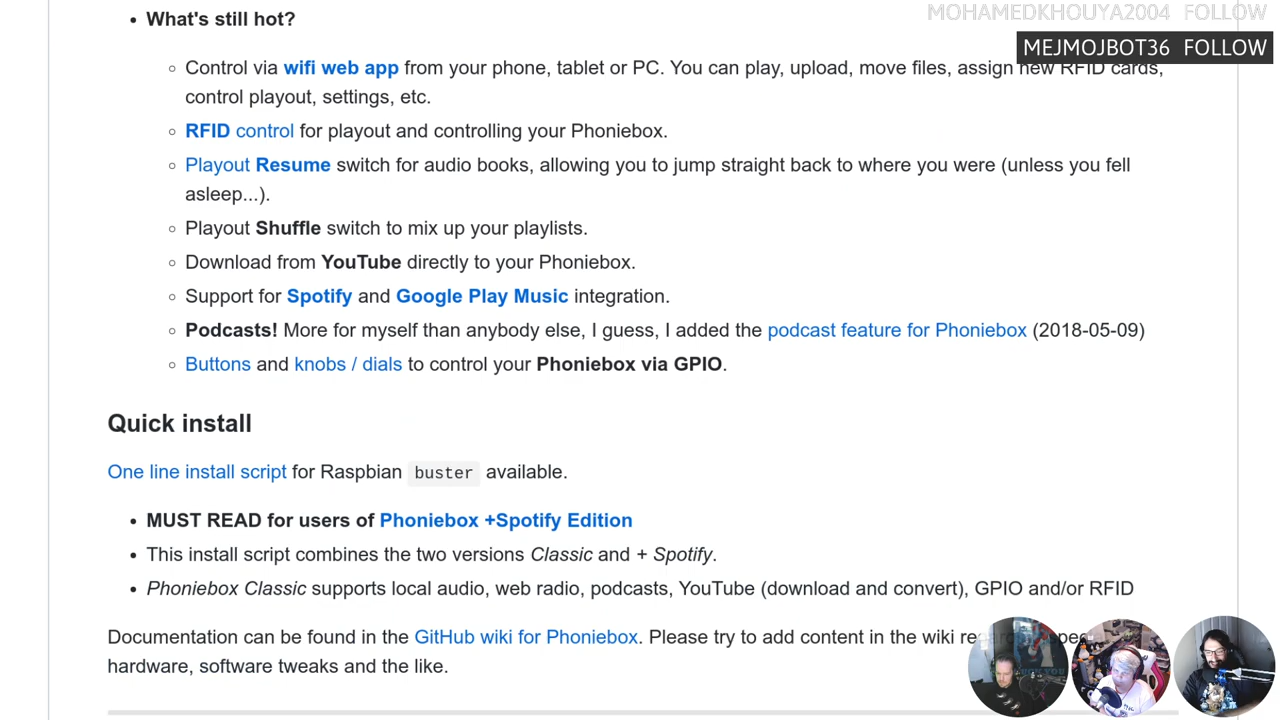 MOHAMEDKHOUYA2004 FOLLOW
What's still hot?
MEJMOJBOT36 FOLLOW
Control via wifi web app from your phone, tablet or PC. You can play, upload, move files, assign new RFID cards,
control playout, settings, etc.
RFID control for playout and controlling your Phoniebox.
Playout Resume switch for audio books, allowing you to jump straight back to where you were (unless you fell
asleep...).
Playout Shuffle switch to mix up your playlists.
Download from YouTube directly to your Phoniebox.
Support for Spotify and Google Play Music integration.
Podcasts! More for myself than anybody else, I guess, I added the podcast feature for Phoniebox (2018-05-09)
Buttons and knobs / dials to control your Phoniebox via GPIO.
Quick install
One line install script for Raspbian buster available.
MUST READ for users of Phoniebox +Spotify Edition
This install script combines the two versions Classic and + Spotify.
Phoniebox Classic supports local audio, web radio, podcasts, YouTube (download and convert), GPIO and/or RFID
Documentation can be found in the GitHub wiki for Phoniebox. Please try to add content in the wiki
hardware, software tweaks and the like.